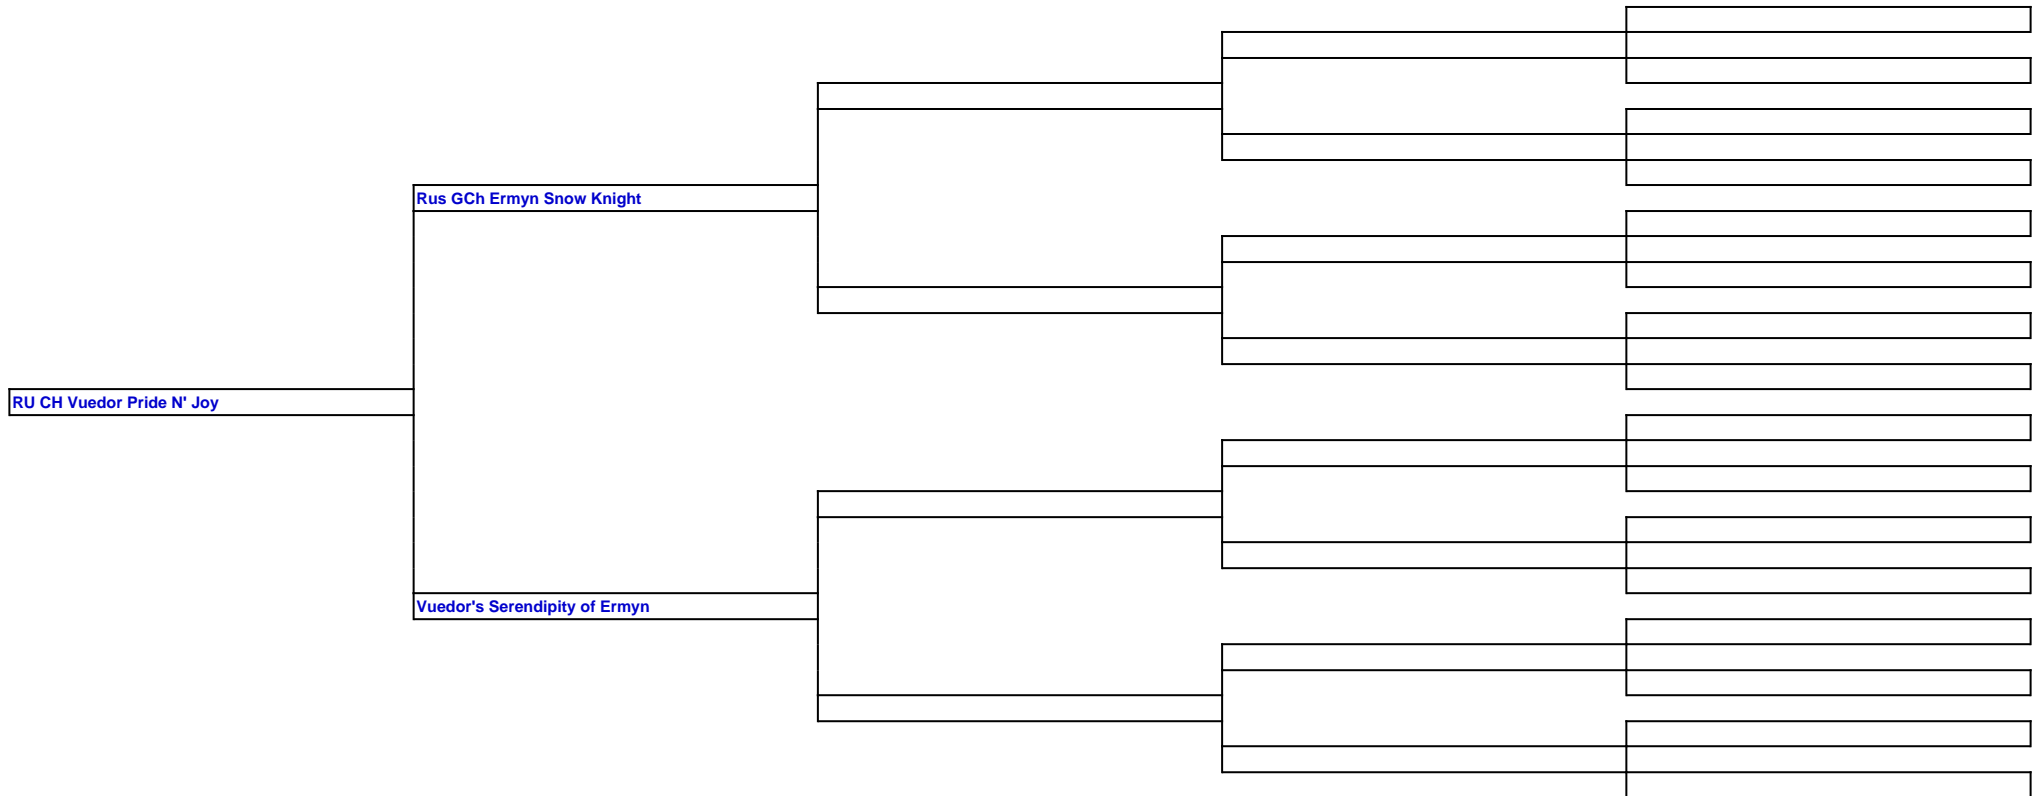 Rus GCh Ermyn Snow Knight
RU CH Vuedor Pride N' Joy
Vuedor's Serendipity of Ermyn